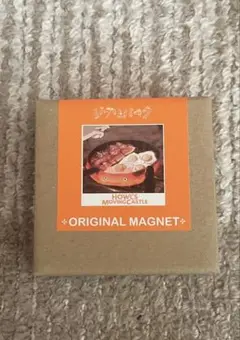 ジブリパーク
HOWL'S
MOVING CASTLE
ORIGINAL MAGNET